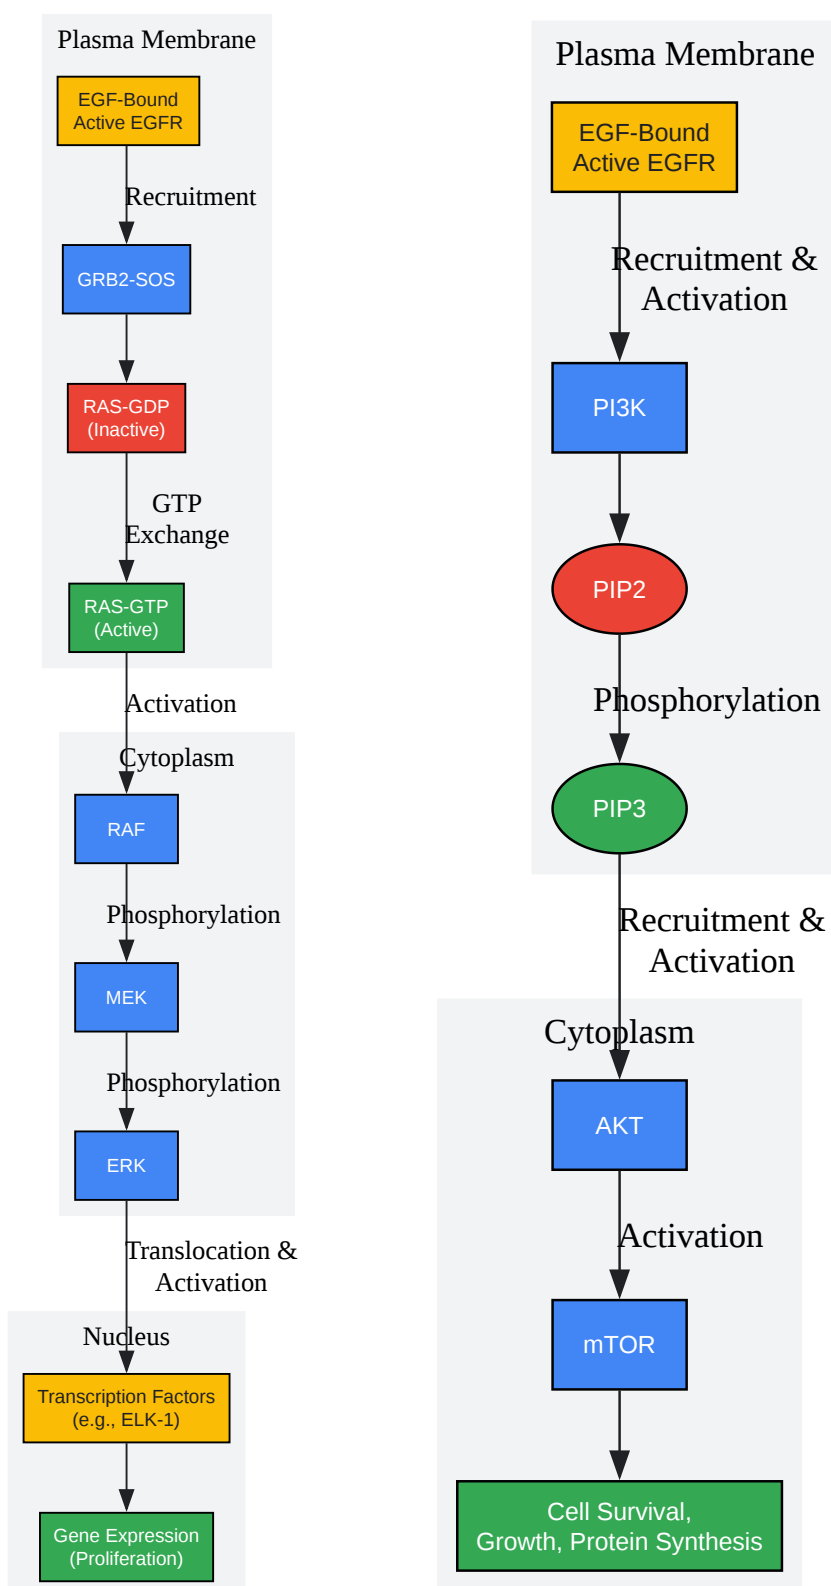 Plasma Membrane
EGF-Bound
Active EGFR
Recruitment
GRB2-SOS
RAS-GDP
(Inactive)
GTP
Exchange
RAS-GTP
(Active)
Activation
Cytoplasm
RAF
Phosphorylation
MEK
Phosphorylation
ERK
Translocation &
Activation
Nucleus
Transcription Factors
(e.g., ELK-1)
Gene Expression
(Proliferation)
Plasma Membrane
EGF-Bound
Active EGFR
Recruitment &
Activation
PI3K
PIP2
Phosphorylation
PIP3
Recruitment &
Activation
Cytoplasm
AKT
Activation
mTOR
Cell Survival,
Growth, Protein Synthesis